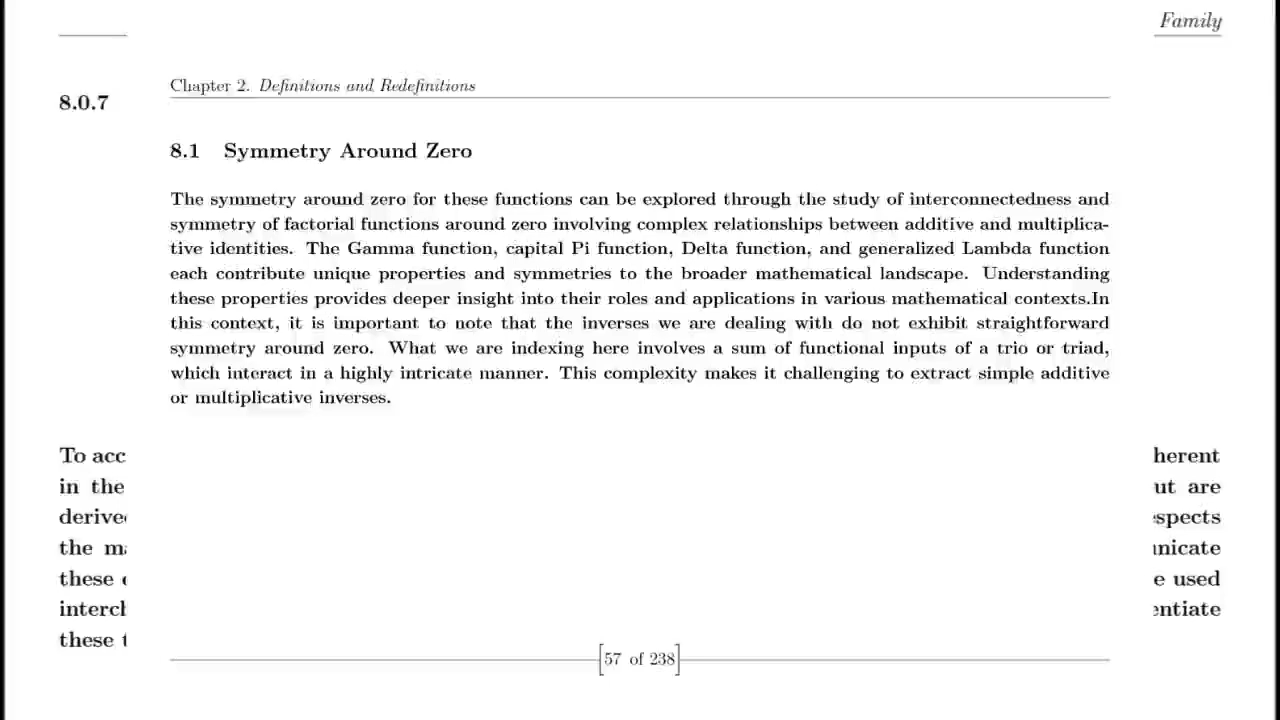 Family
Chapter 2. Definitions and Redefinitions
8.0.7
8.1 Symmetry Around Zero
The symmetry around zero for these functions can be explored through the study of interconnectedness and
symmetry of factorial functions around zero involving complex relationships between additive and multiplica-
tive identities. The Gamma function, capital Pi function, Delta function, and generalized Lambda function
each contribute unique properties and symmetries to the broader mathematical landscape. Understanding
these properties provides deeper insight into their roles and applications in various mathematical contexts.In
this context, it is important to note that the inverses we are dealing with do not exhibit straightforward
symmetry around zero. What we are indexing here involves a sum of functional inputs of a trio or triad,
which interact in a highly intricate manner. This complexity makes it challenging to extract simple additive
or multiplicative inverses.
To acc herent
in the ut are
derive spects
the m nicate
these e used
interc entiate
these t
[57 of 238]